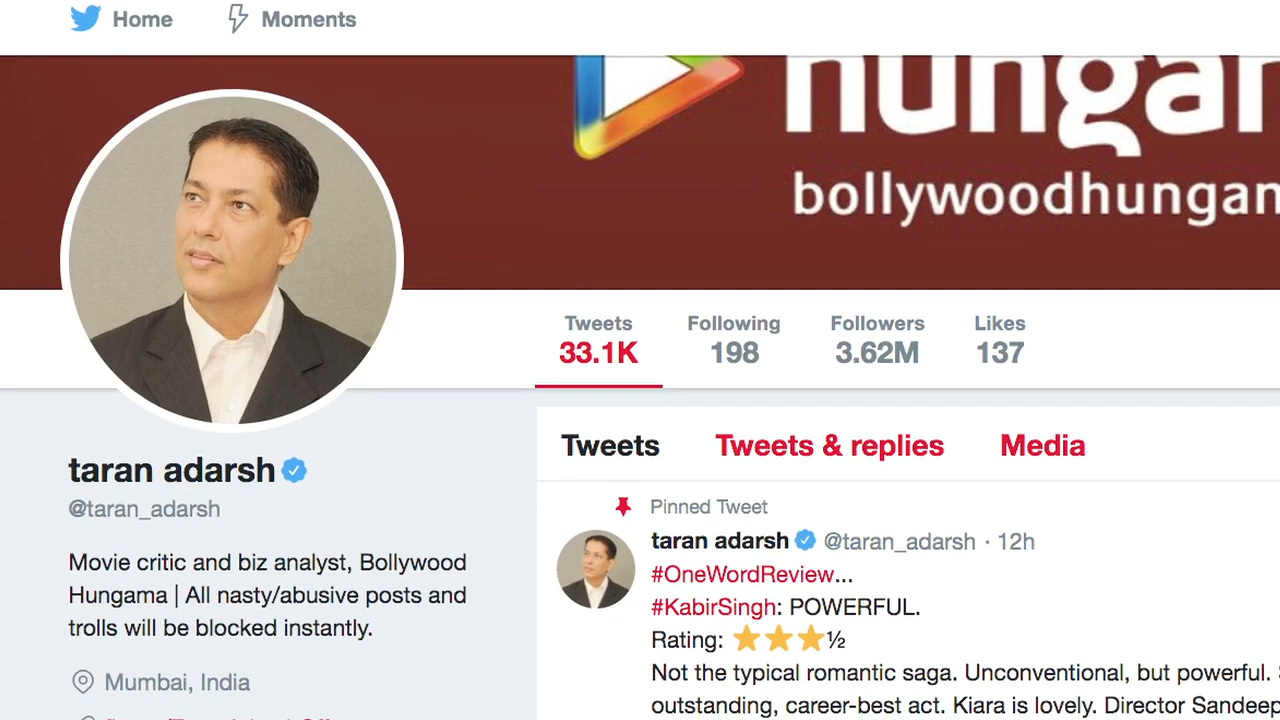 Home
Moments
hungar
bollywoodhungan
Tweets
33.1K
Following
198
Followers
3.62M
Likes
137
Tweets
Tweets & replies
Media
taran adarsh
@taran_adarsh
Movie critic and biz analyst, Bollywood
Hungama | All nasty/abusive posts and
trolls will be blocked instantly.
Mumbai, India
Pinned Tweet
taran adarsh @taran_adarsh · 12h
#OneWordReview...
#KabirSingh: POWERFUL.
Rating: ⭐⭐⭐½
Not the typical romantic saga. Unconventional, but powerful.
outstanding, career-best act. Kiara is lovely. Director Sandeep